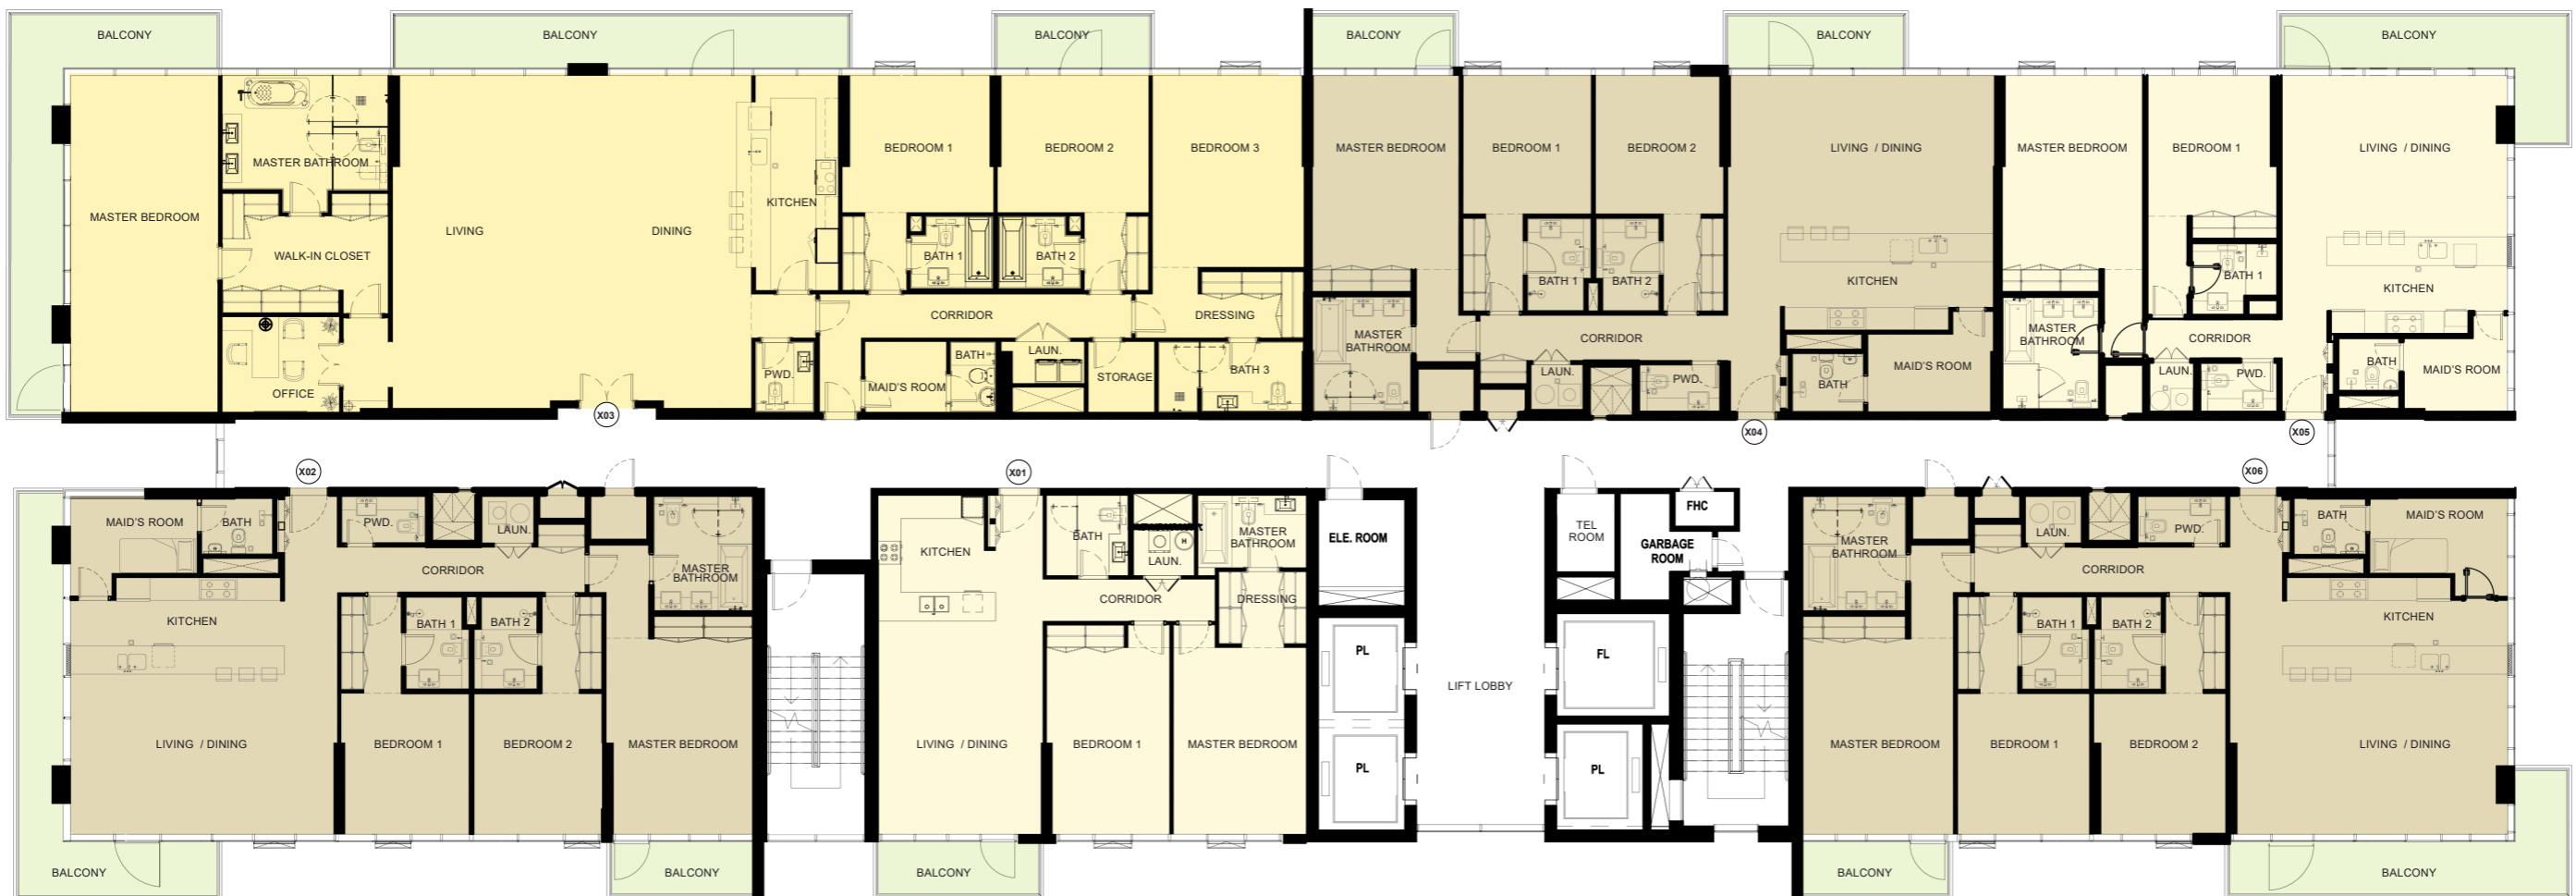 BALCONY
BALCONY
BALCONY
BALCONY
BALCONY
BALCONY
MASTER BATHROOM
BEDROOM 1
BEDROOM 2
BEDROOM 3
MASTER BEDROOM
BEDROOM 1
BEDROOM 2
LIVING / DINING
MASTER BEDROOM
BEDROOM 1
LIVING / DINING
MASTER BEDROOM
LIVING
DINING
KITCHEN
WALK-IN CLOSET
BATH 1
BATH 2
BATH 1
BATH 2
KITCHEN
BATH 1
KITCHEN
CORRIDOR
DRESSING
MASTER
BATHROOM
CORRIDOR
MASTER
BATHROOM
CORRIDOR
OFFICE
PWD.
MAID'S ROOM
BATH
LAUN.
STORAGE
BATH 3
LAUN.
PWD.
BATH
MAID'S ROOM
LAUN.
PWD.
BATH
MAID'S ROOM
X03
X04
X05
X02
X01
X06
MAID'S ROOM
BATH
PWD.
LAUN.
MASTER
BATHROOM
CORRIDOR
KITCHEN
BATH 1
BATH 2
LIVING / DINING
BEDROOM 1
BEDROOM 2
MASTER BEDROOM
BALCONY
BALCONY
KITCHEN
BATH
LAUN.
H
MASTER
BATHROOM
CORRIDOR
DRESSING
LIVING / DINING
BEDROOM 1
MASTER BEDROOM
BALCONY
ELE. ROOM
PL
PL
LIFT LOBBY
TEL
ROOM
GARBAGE
ROOM
FHC
FL
PL
MASTER
BATHROOM
LAUN.
PWD.
BATH
MAID'S ROOM
CORRIDOR
BATH 1
BATH 2
KITCHEN
MASTER BEDROOM
BEDROOM 1
BEDROOM 2
LIVING / DINING
BALCONY
BALCONY